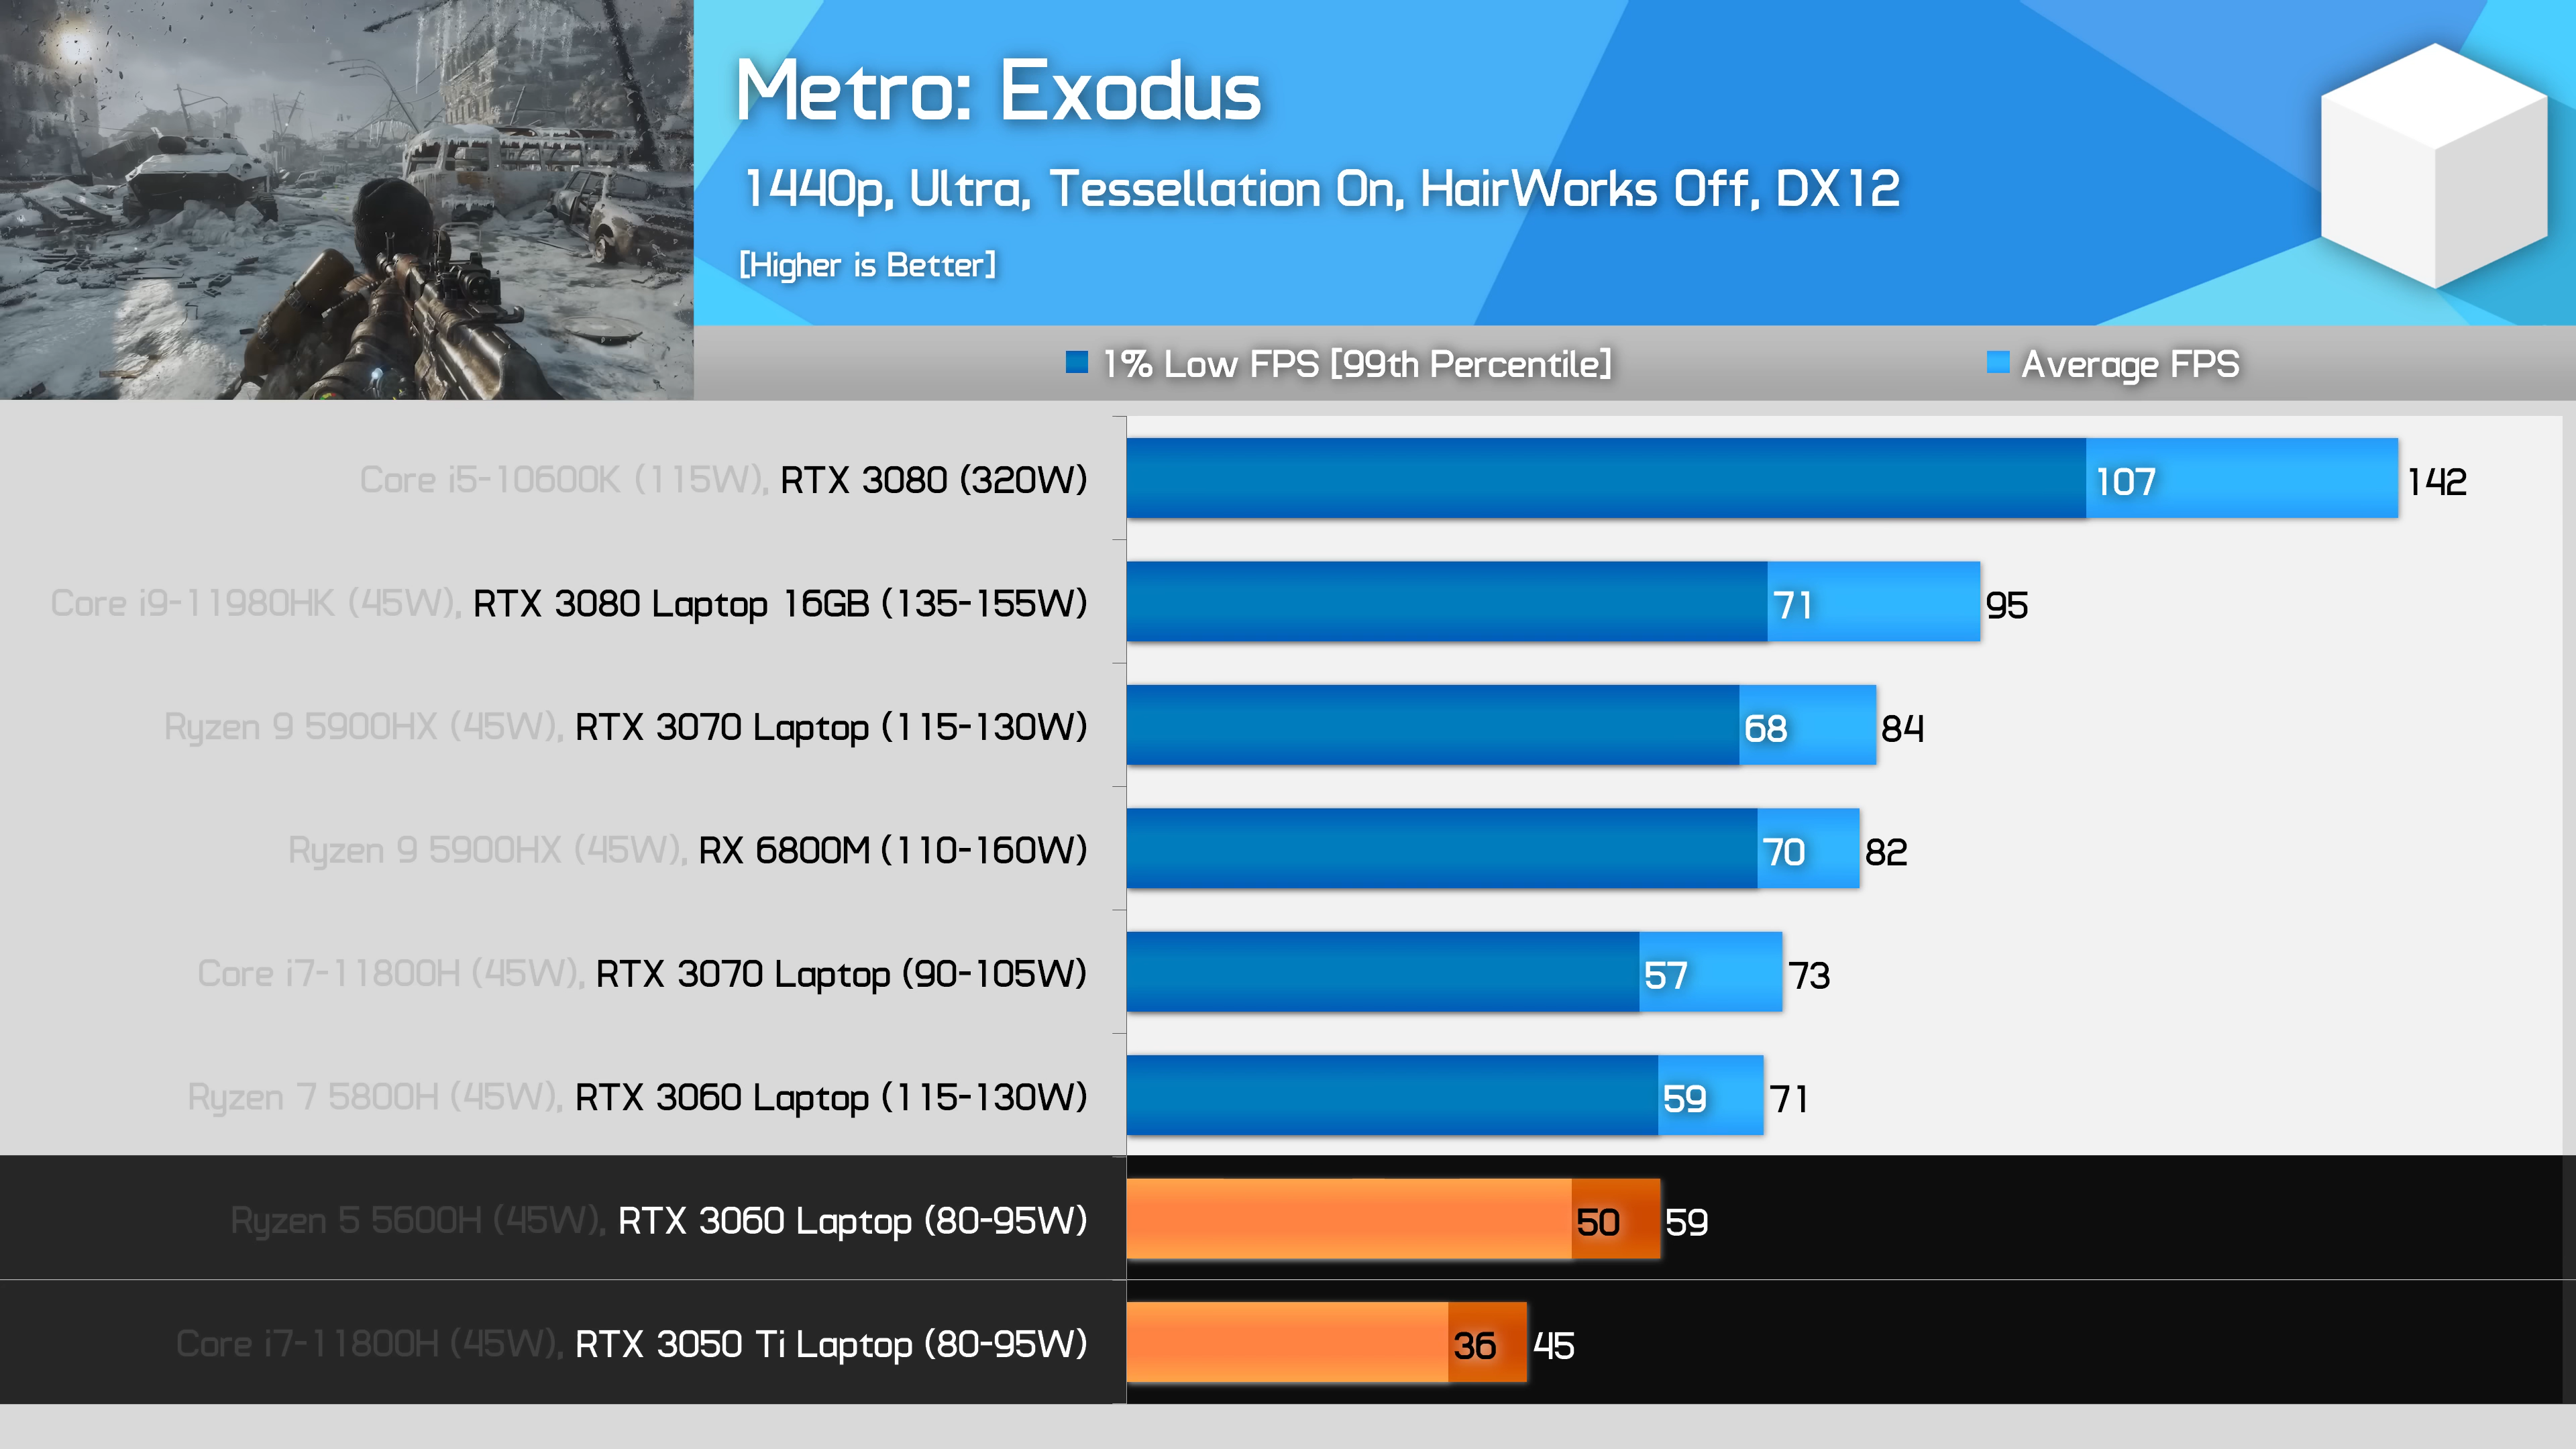 Metro: Exodus
1440p, Ultra, Tessellation On, HairWorks Off, DX12
[Higher is Better]
1% Low FPS [99th Percentile] Average FPS
Core i5-10600K (115W), RTX 3080 (320W) 107 142
Core i9-11980HK (45W), RTX 3080 Laptop 16GB (135-155W) 71 95
Ryzen 9 5900HX (45W), RTX 3070 Laptop (115-130W) 68 84
Ryzen 9 5900HX (45W), RX 6800M (110-160W) 70 82
Core i7-11800H (45W), RTX 3070 Laptop (90-105W) 57 73
Ryzen 7 5800H (45W), RTX 3060 Laptop (115-130W) 59 71
Ryzen 5 5600H (45W), RTX 3060 Laptop (80-95W) 50 59
Core i7-11800H (45W), RTX 3050 Ti Laptop (80-95W) 36 45